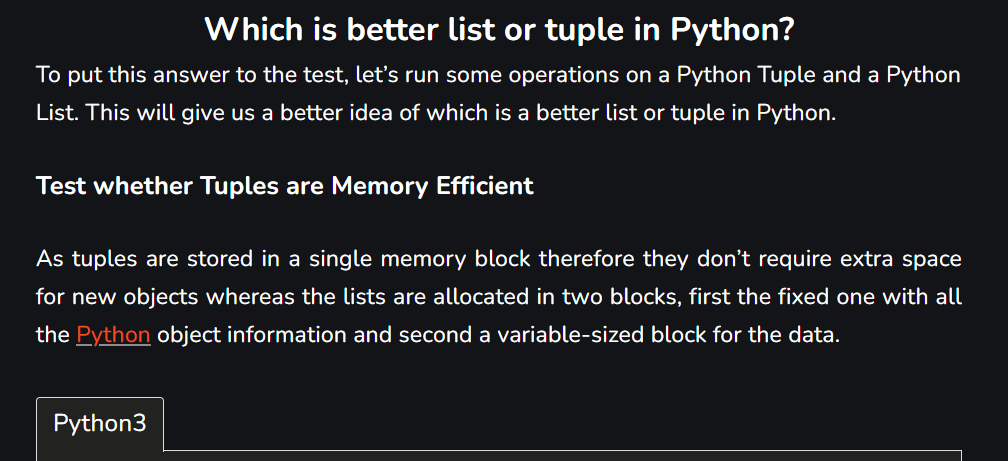 Which is better list or tuple in Python?
To put this answer to the test, let’s run some operations on a Python Tuple and a Python
List. This will give us a better idea of which is a better list or tuple in Python.
Test whether Tuples are Memory Efficient
As tuples are stored in a single memory block therefore they don’t require extra space
for new objects whereas the lists are allocated in two blocks, first the fixed one with all
the Python object information and second a variable-sized block for the data.
Python3